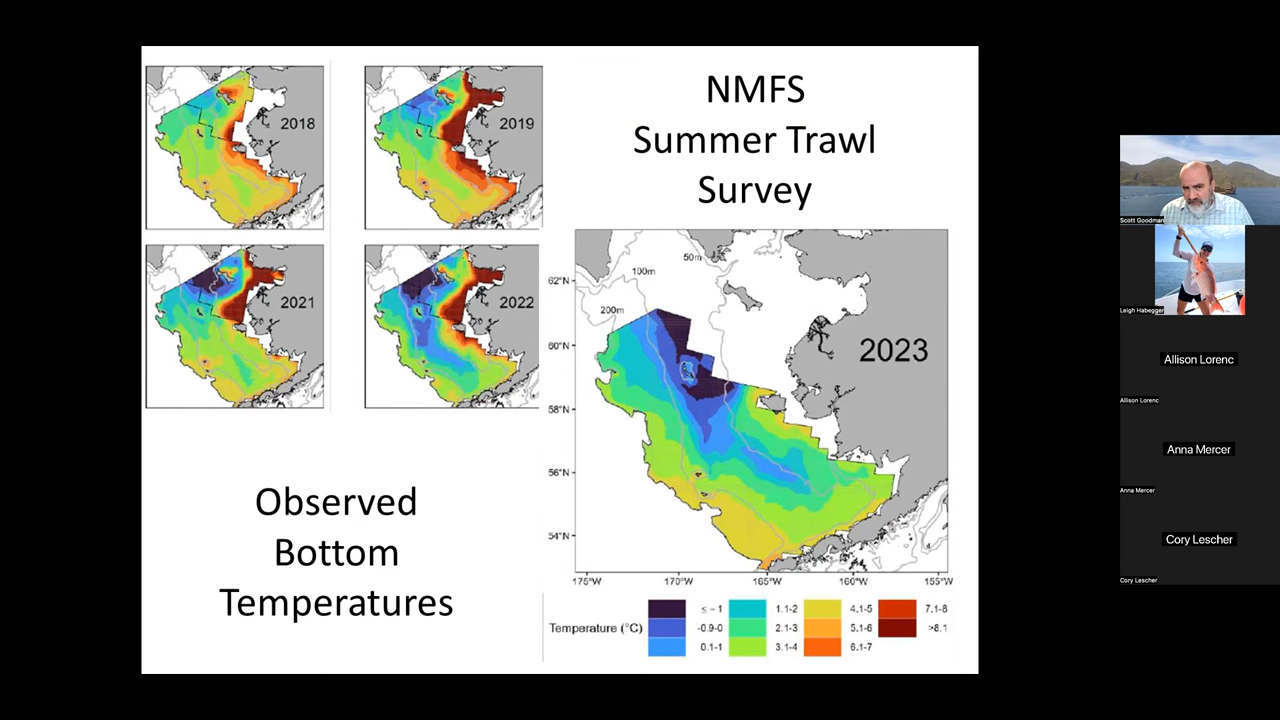 NMFS
Summer Trawl
Survey
2018
2019
2021
2022
Observed
Bottom
Temperatures
50m
100m
200m
62°N
60°N
58°N
56°N
54°N
2023
175°W
170°W
165°W
160°W
155°W
Temperature (°C)
≤ -1
-0.9-0
0.1-1
1.1-2
2.1-3
3.1-4
4.1-5
5.1-6
6.1-7
7.1-8
>8.1
Scott Goodman
Leigh Habegger
Allison Lorenc
Allison Lorenc
Anna Mercer
Anna Mercer
Cory Lescher
Cory Lescher